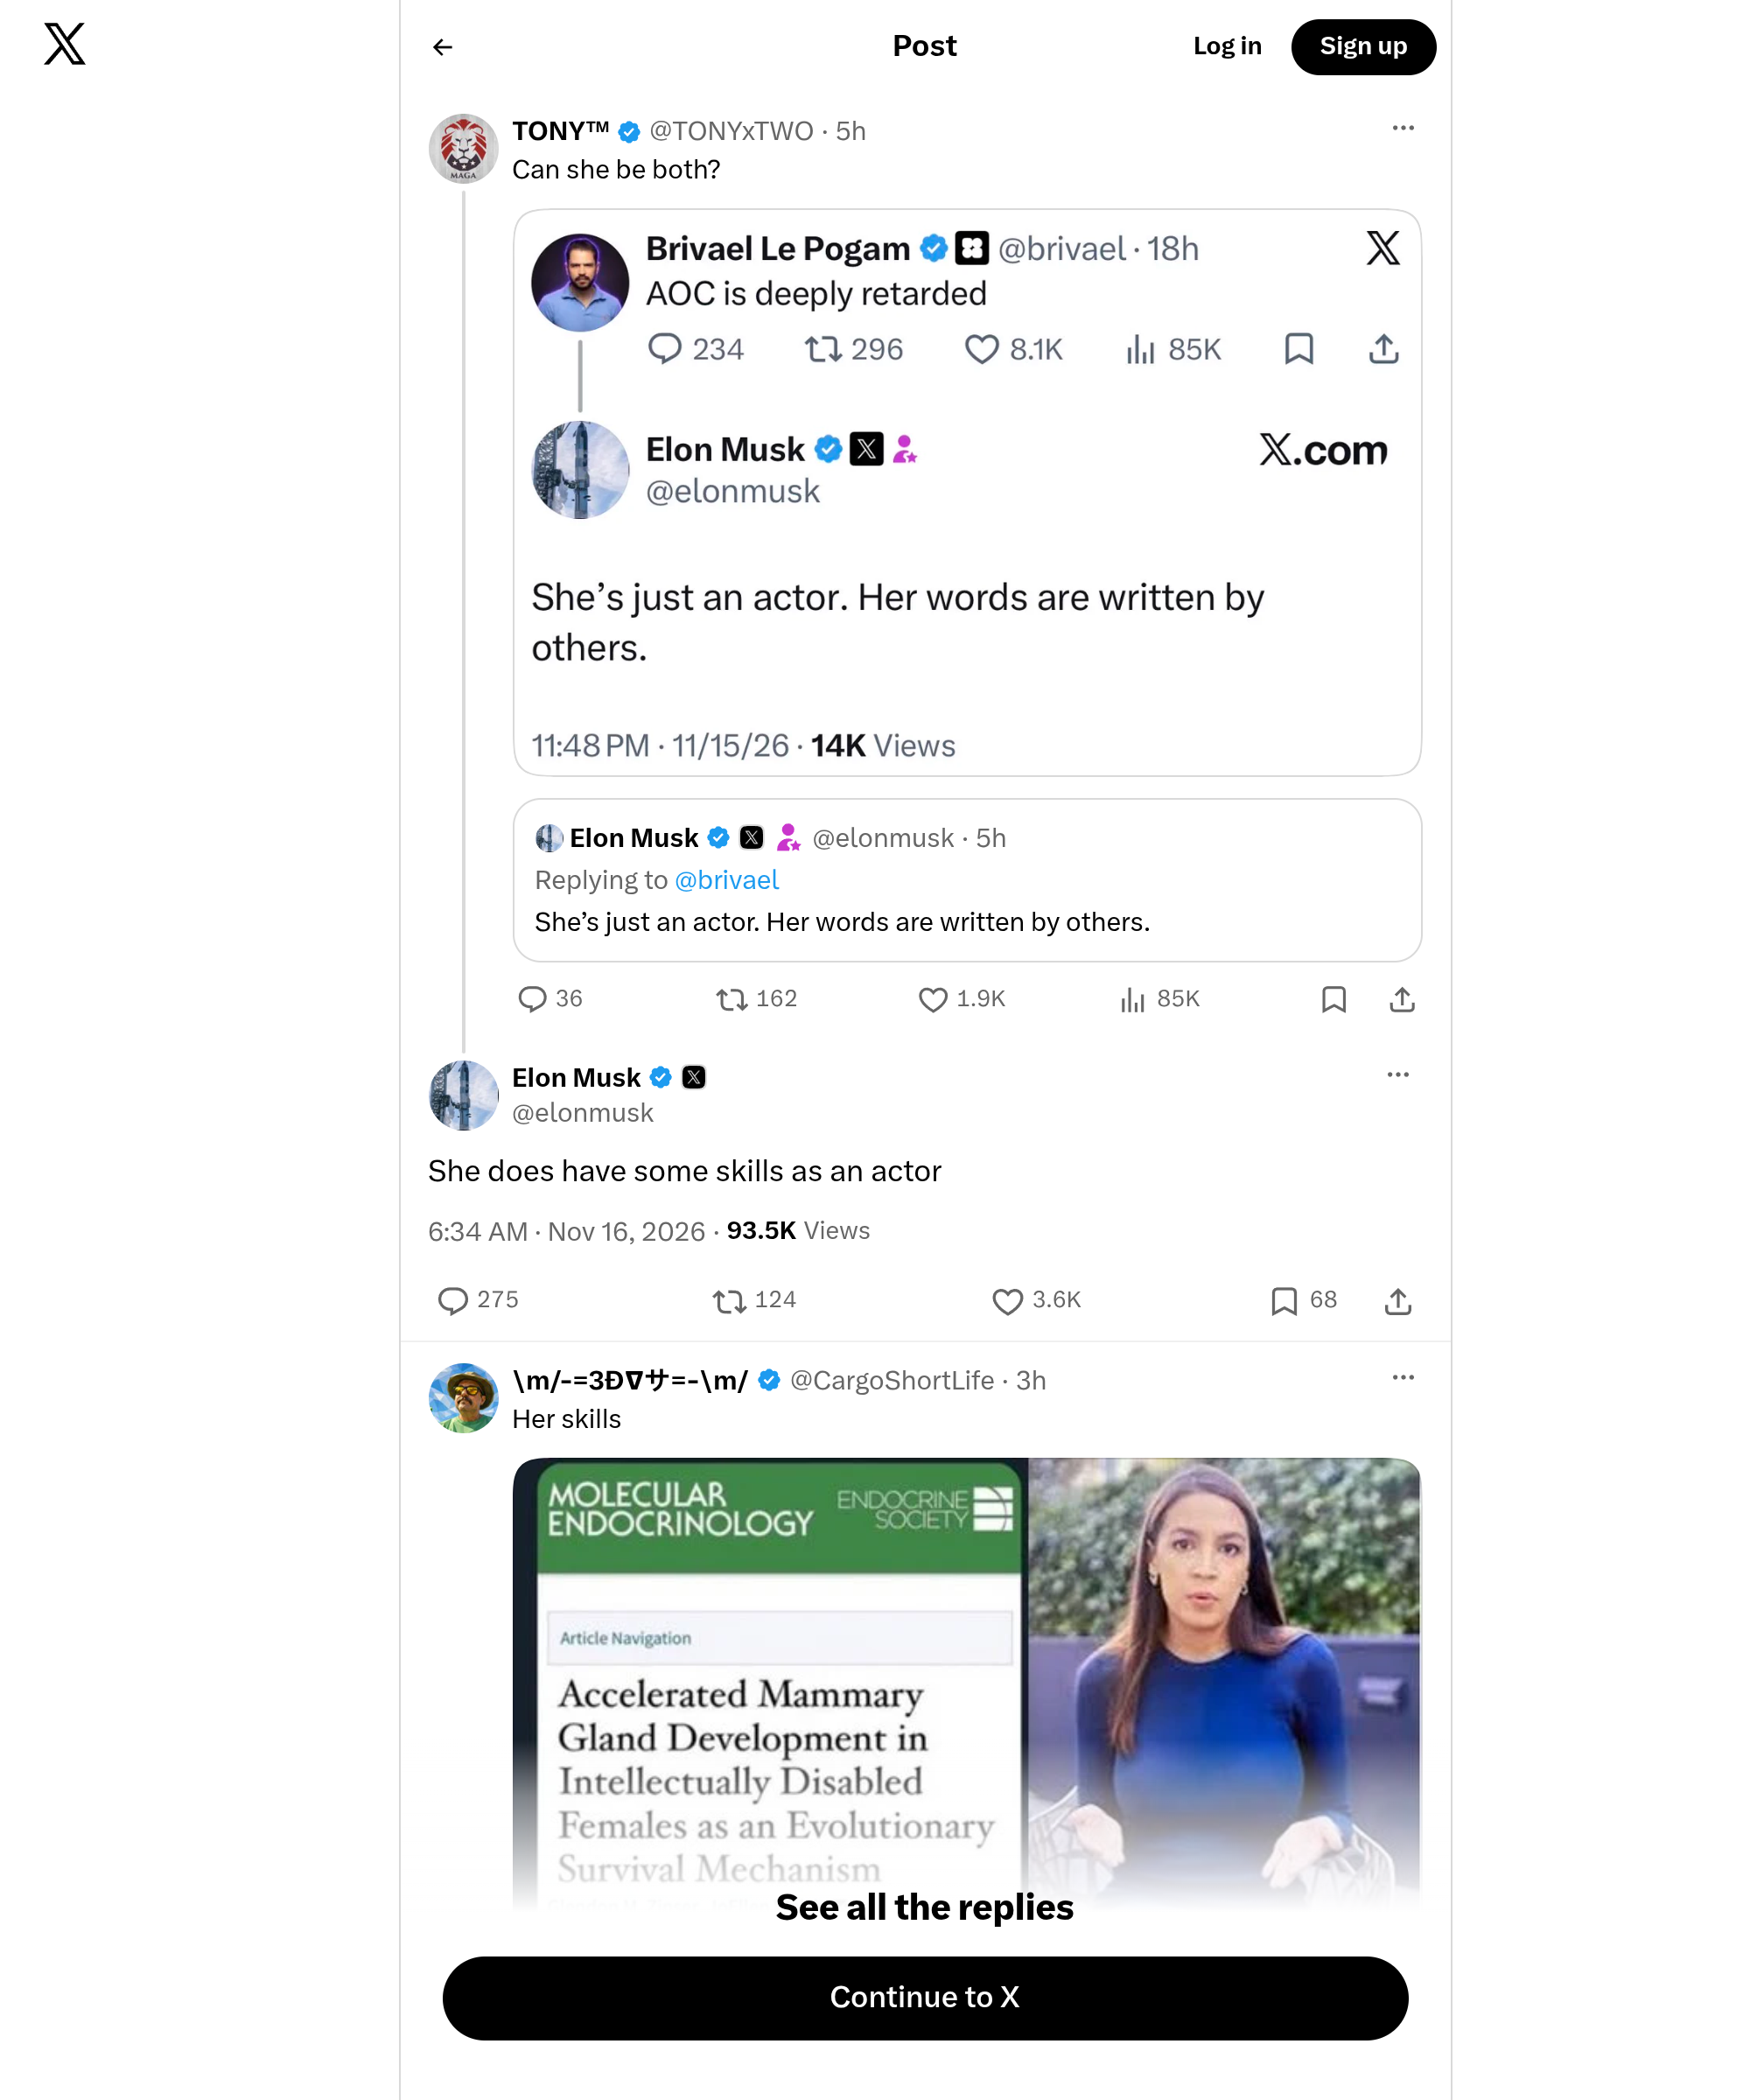 Post
Log in
Sign up
TONY™ @TONYxTWO · 5h
MAGA
Can she be both?
Brivael Le Pogam @brivael · 18h
AOC is deeply retarded
234 296 8.1K 85K
Elon Musk
X.com
@elonmusk
She’s just an actor. Her words are written by
others.
11:48 PM · 11/15/26 · 14K Views
Elon Musk @elonmusk · 5h
Replying to @brivael
She’s just an actor. Her words are written by others.
36 162 1.9K 85K
Elon Musk
@elonmusk
She does have some skills as an actor
6:34 AM · Nov 16, 2026 · 93.5K Views
275 124 3.6K 68
\m/-=3Ð∇サ=-\m/ @CargoShortLife · 3h
Her skills
MOLECULAR
ENDOCRINOLOGY
ENDOCRINE
SOCIETY
Article Navigation
Accelerated Mammary
Gland Development in
Intellectually Disabled
Females as an Evolutionary
Survival Mechanism
See all the replies
Continue to X